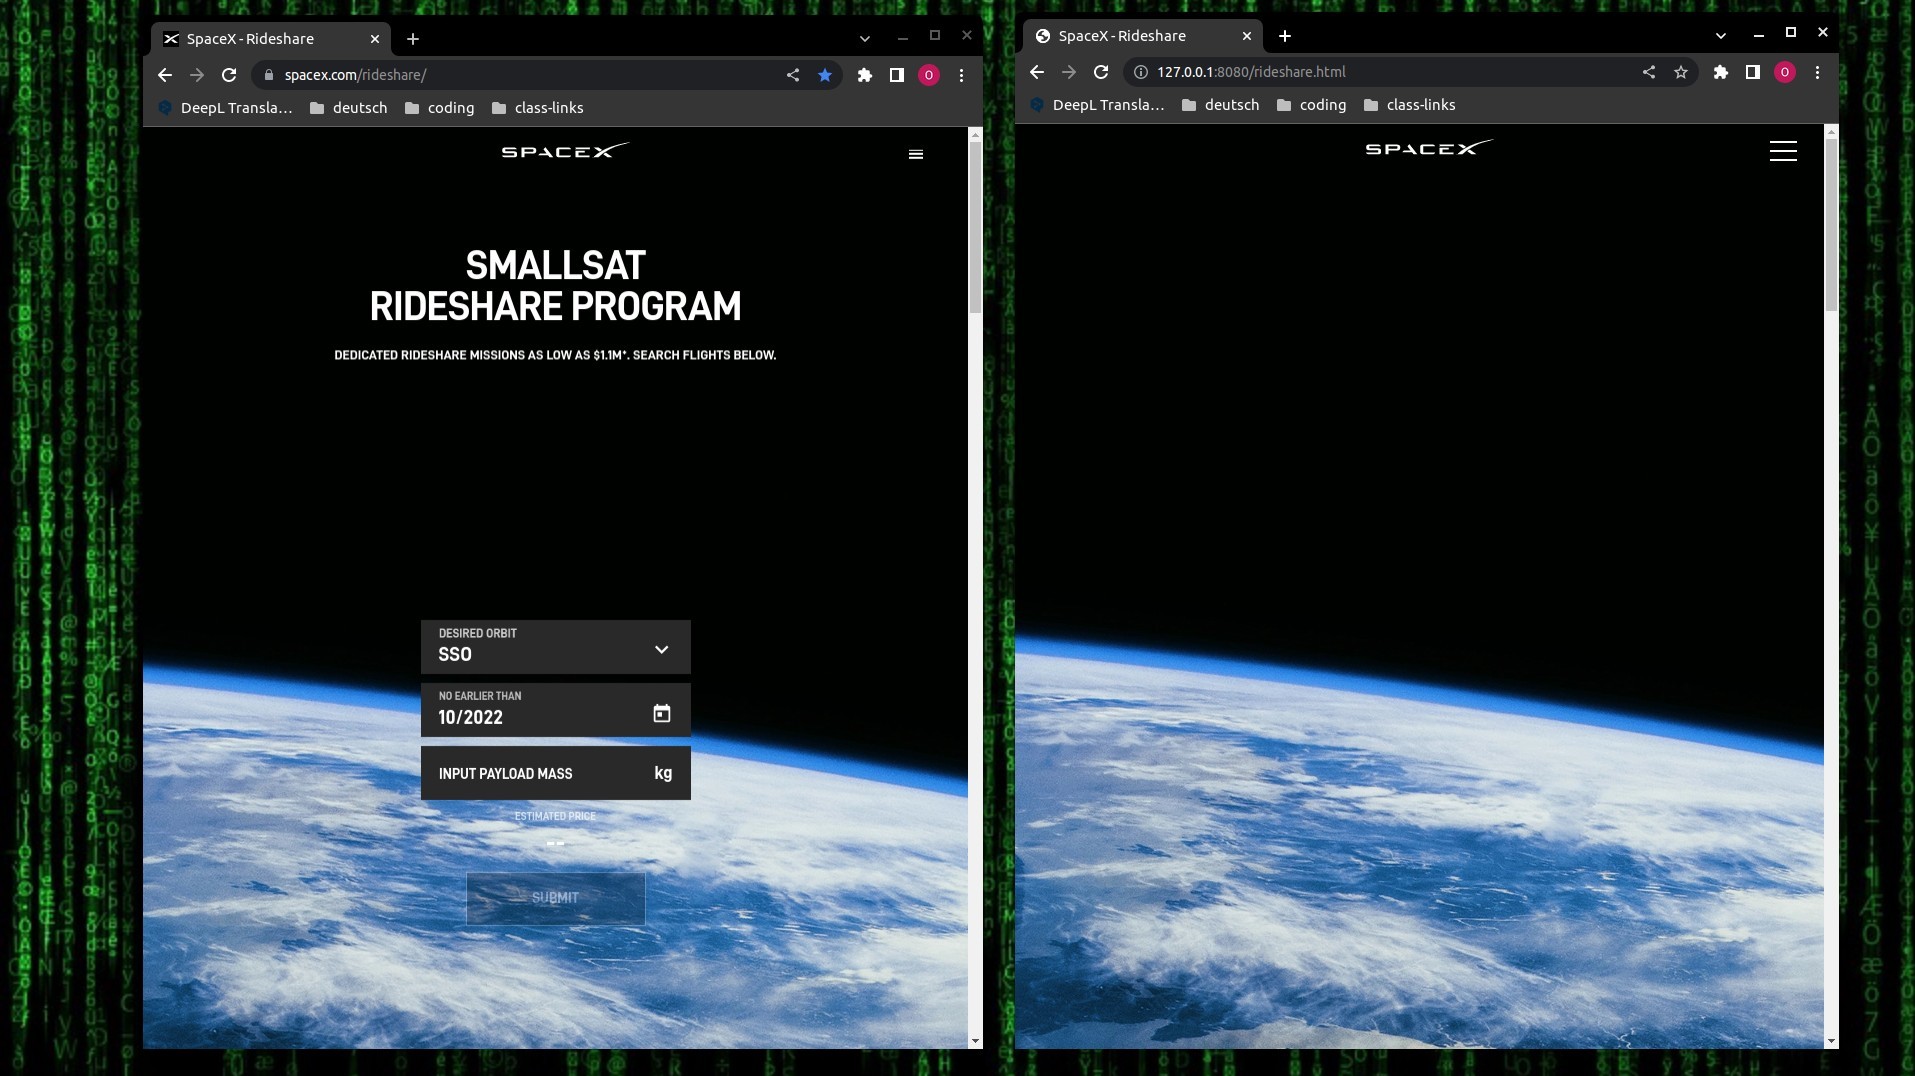 SpaceX - Rideshare
spacex.com/rideshare/
O
DeepL Transla...
deutsch
coding
class-links
SPACEX
SMALLSAT
RIDESHARE PROGRAM
DEDICATED RIDESHARE MISSIONS AS LOW AS $1.1M*. SEARCH FLIGHTS BELOW.
DESIRED ORBIT
SSO
NO EARLIER THAN
10/2022
INPUT PAYLOAD MASS kg
ESTIMATED PRICE
--
SUBMIT
SpaceX - Rideshare
127.0.0.1:8080/rideshare.html
O
DeepL Transla...
deutsch
coding
class-links
SPACEX